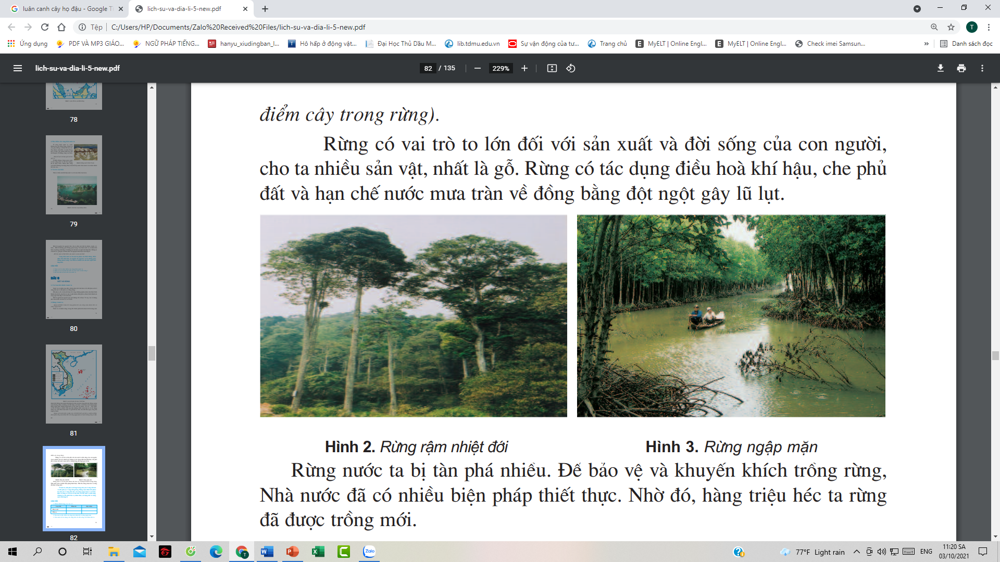 luân canh cây họ đậu - Google Tì
lich-su-va-dia-li-5-new.pdf
Tệp
C:/Users/HP/Documents/Zalo%20Received%20Files/lich-su-va-dia-li-5-new.pdf
T
Ứng dụng
PDF VÀ MP3 GIÁO...
NGỮ PHÁP TIẾNG...
hanyu_xiudingban_l...
Hô hấp ở động vật...
Đại Học Thủ Dầu M...
lib.tdmu.edu.vn
Sự vận động của tư...
Trang chủ
MyELT | Online Engl...
MyELT | Online Engl...
Check imei Samsun...
»
Danh sách đọc
lich-su-va-dia-li-5-new.pdf
82 / 135
229%
78
79
80
81
82
điểm cây trong rừng).
Rừng có vai trò to lớn đối với sản xuất và đời sống của con người,
cho ta nhiều sản vật, nhất là gỗ. Rừng có tác dụng điều hoà khí hậu, che phủ
đất và hạn chế nước mưa tràn về đồng bằng đột ngột gây lũ lụt.
Hình 2. Rừng rậm nhiệt đới
Hình 3. Rừng ngập mặn
Rừng nước ta bị tàn phá nhiều. Để bảo vệ và khuyến khích trồng rừng,
Nhà nước đã có nhiều biện pháp thiết thực. Nhờ đó, hàng triệu héc ta rừng
đã được trồng mới.
Zalo
77°F Light rain
ENG
11:20 SA
03/10/2021